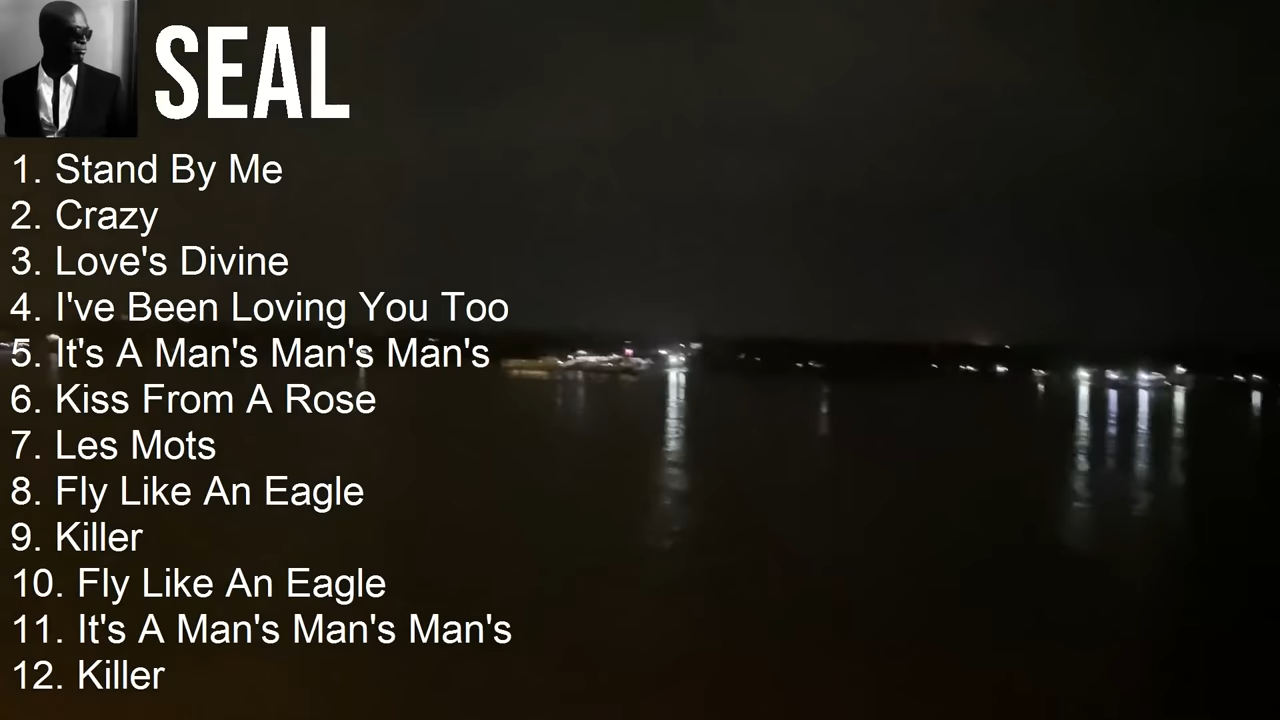 SEAL
1. Stand By Me
2. Crazy
3. Love's Divine
4. I've Been Loving You Too
5. It's A Man's Man's Man's
6. Kiss From A Rose
7. Les Mots
8. Fly Like An Eagle
9. Killer
10. Fly Like An Eagle
11. It's A Man's Man's Man's
12. Killer